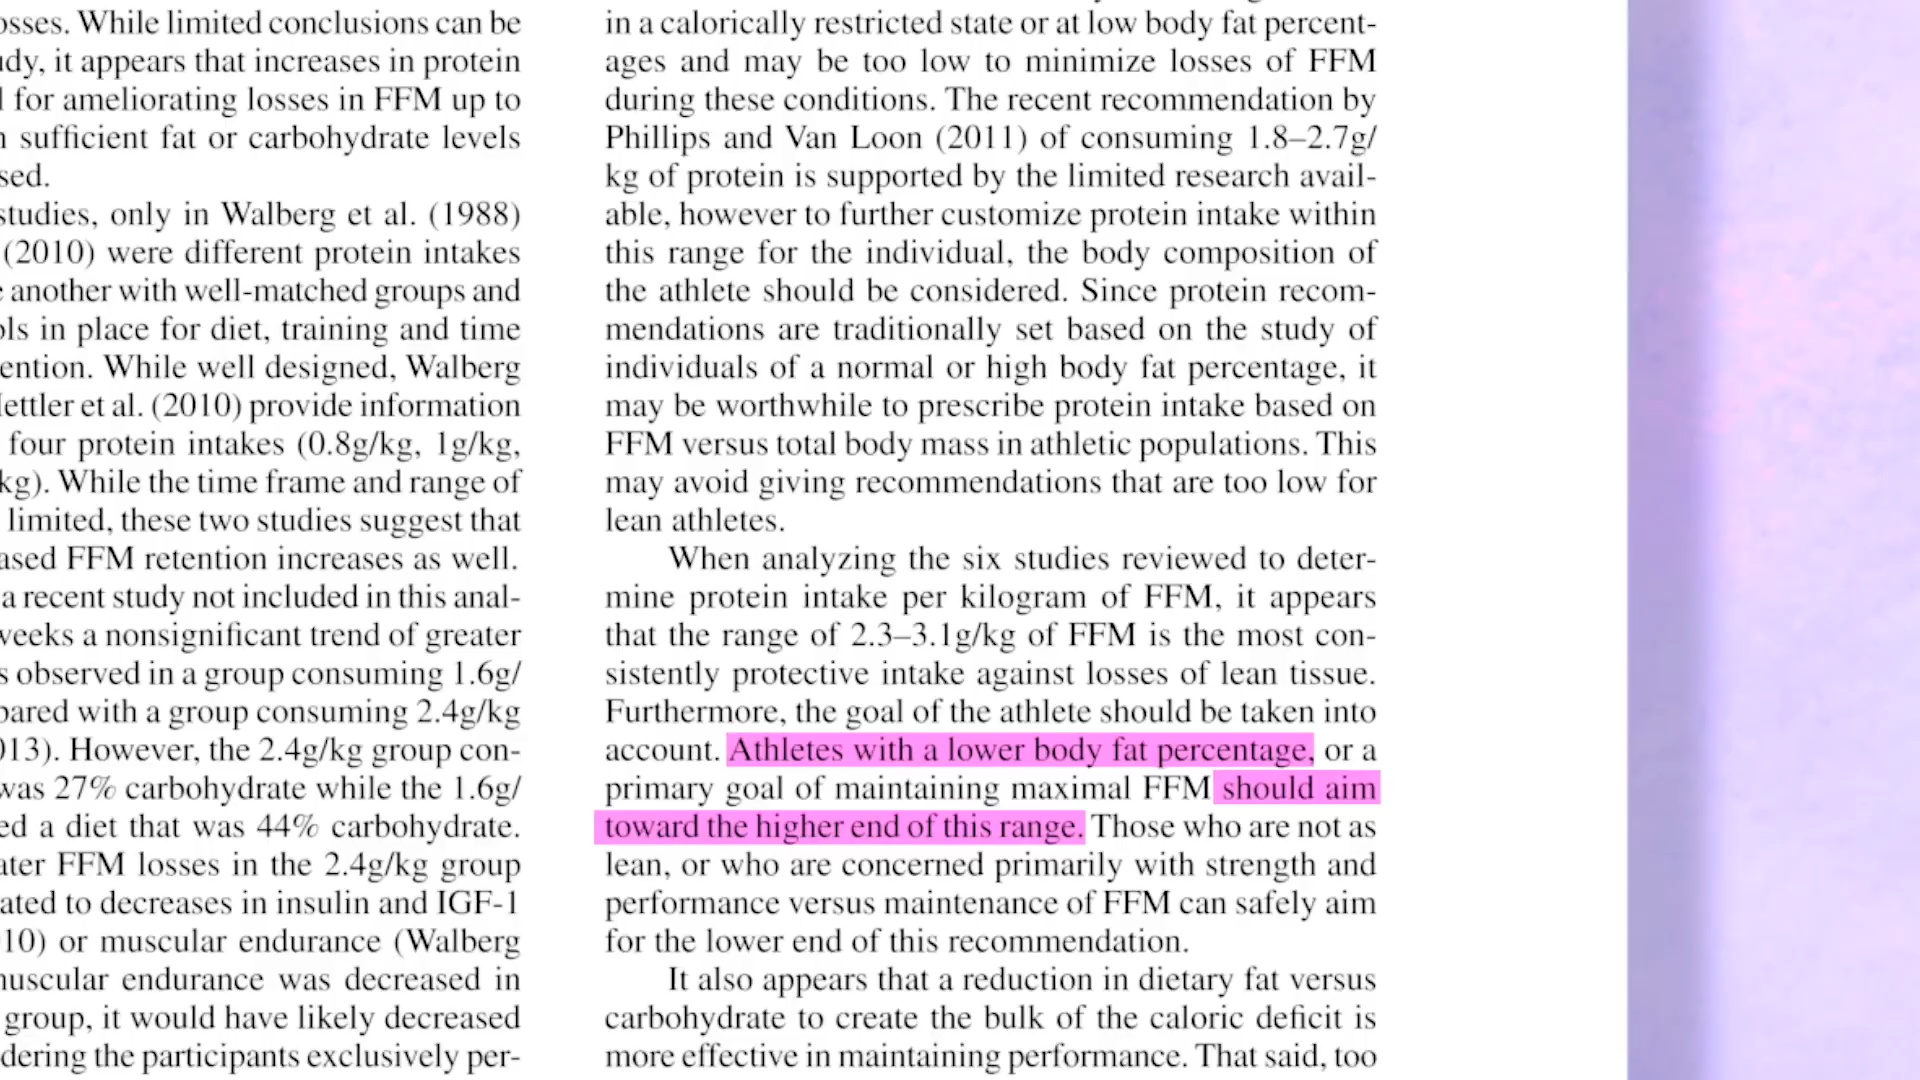 osses. While limited conclusions can be
dy, it appears that increases in protein
for ameliorating losses in FFM up to
sufficient fat or carbohydrate levels
sed.
studies, only in Walberg et al. (1988)
(2010) were different protein intakes
another with well-matched groups and
ols in place for diet, training and time
ention. While well designed, Walberg
ettler et al. (2010) provide information
four protein intakes (0.8g/kg, 1g/kg,
kg). While the time frame and range of
limited, these two studies suggest that
ased FFM retention increases as well.
a recent study not included in this anal-
weeks a nonsignificant trend of greater
s observed in a group consuming 1.6g/
pared with a group consuming 2.4g/kg
013). However, the 2.4g/kg group con-
was 27% carbohydrate while the 1.6g/
ed a diet that was 44% carbohydrate.
ater FFM losses in the 2.4g/kg group
ated to decreases in insulin and IGF-1
10) or muscular endurance (Walberg
nuscular endurance was decreased in
group, it would have likely decreased
dering the participants exclusively per-
in a calorically restricted state or at low body fat percent-
ages and may be too low to minimize losses of FFM
during these conditions. The recent recommendation by
Phillips and Van Loon (2011) of consuming 1.8–2.7g/
kg of protein is supported by the limited research avail-
able, however to further customize protein intake within
this range for the individual, the body composition of
the athlete should be considered. Since protein recom-
mendations are traditionally set based on the study of
individuals of a normal or high body fat percentage, it
may be worthwhile to prescribe protein intake based on
FFM versus total body mass in athletic populations. This
may avoid giving recommendations that are too low for
lean athletes.
When analyzing the six studies reviewed to deter-
mine protein intake per kilogram of FFM, it appears
that the range of 2.3–3.1g/kg of FFM is the most con-
sistently protective intake against losses of lean tissue.
Furthermore, the goal of the athlete should be taken into
account. Athletes with a lower body fat percentage, or a
primary goal of maintaining maximal FFM should aim
toward the higher end of this range. Those who are not as
lean, or who are concerned primarily with strength and
performance versus maintenance of FFM can safely aim
for the lower end of this recommendation.
It also appears that a reduction in dietary fat versus
carbohydrate to create the bulk of the caloric deficit is
more effective in maintaining performance. That said, too